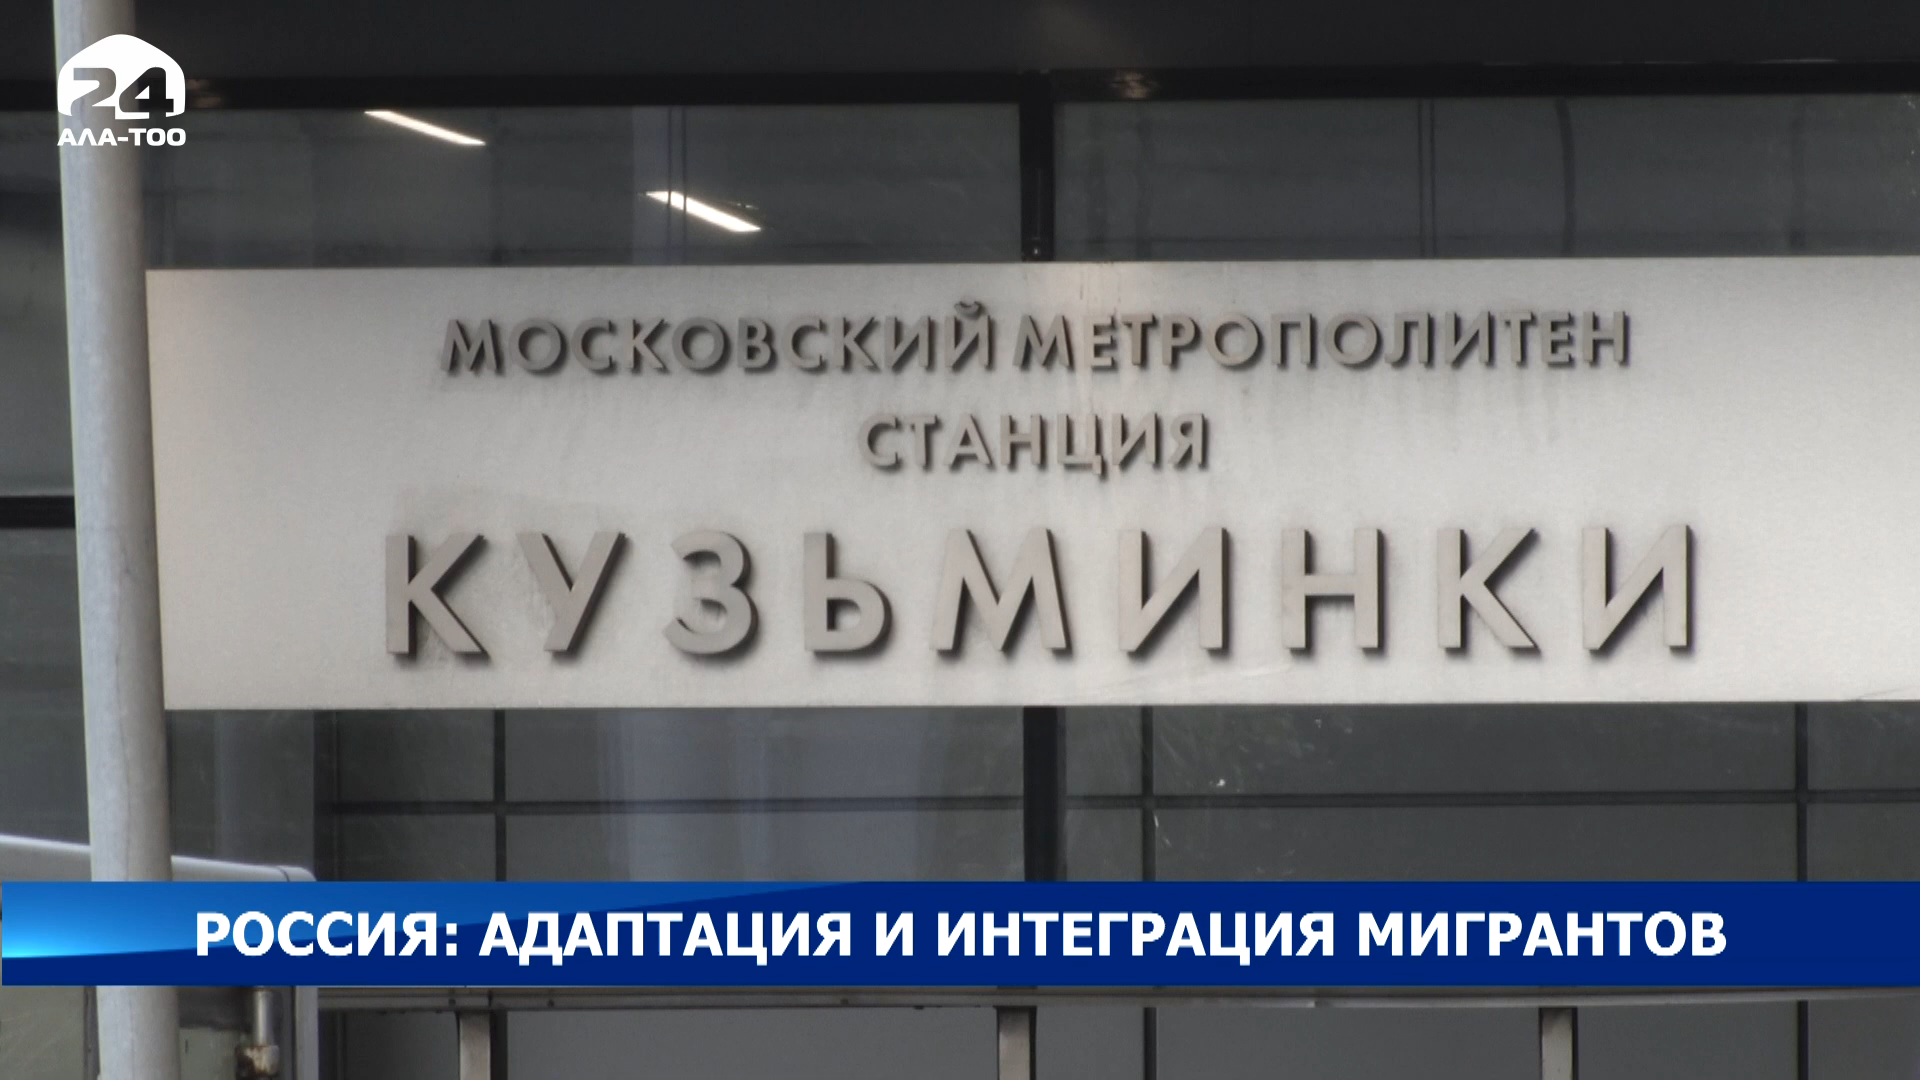 24
АЛА-ТОО
МОСКОВСКИЙ МЕТРОПОЛИТЕН
СТАНЦИЯ
КУЗЬМИНКИ
РОССИЯ: АДАПТАЦИЯ И ИНТЕГРАЦИЯ МИГРАНТОВ